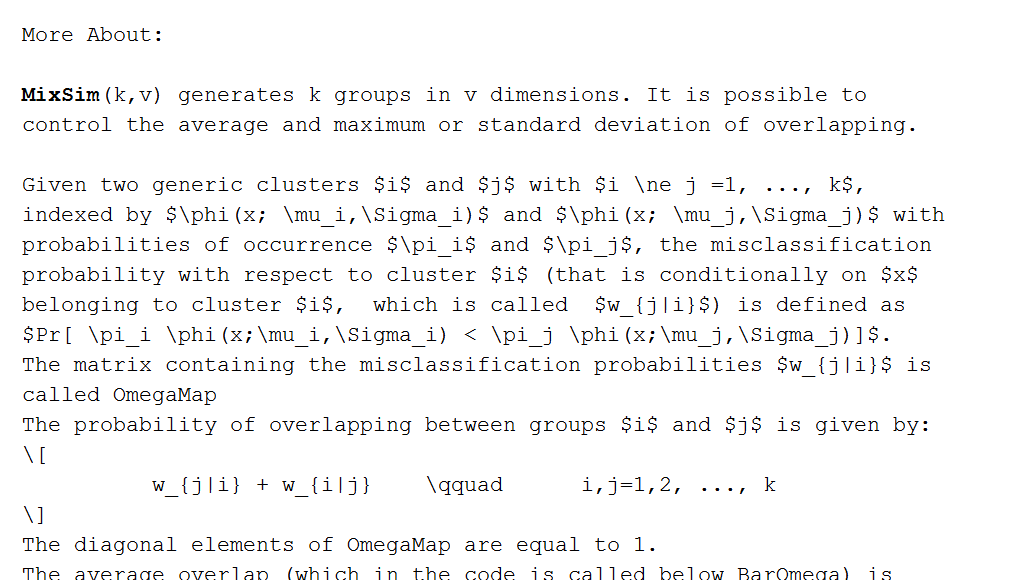 More About:
MixSim(k,v) generates k groups in v dimensions. It is possible to
control the average and maximum or standard deviation of overlapping.
Given two generic clusters $i$ and $j$ with $i \ne j =1, ..., k$,
indexed by $\phi(x; \mu_i,\Sigma_i)$ and $\phi(x; \mu_j,\Sigma_j)$ with
probabilities of occurrence $\pi_i$ and $\pi_j$, the misclassification
probability with respect to cluster $i$ (that is conditionally on $x$
belonging to cluster $i$,  which is called  $w_{j|i}$) is defined as
$Pr[ \pi_i \phi(x;\mu_i,\Sigma_i) < \pi_j \phi(x;\mu_j,\Sigma_j)]$.
The matrix containing the misclassification probabilities $w_{j|i}$ is
called OmegaMap
The probability of overlapping between groups $i$ and $j$ is given by:
\[
w_{j|i} + w_{i|j}    \qquad      i,j=1,2, ..., k
\]
The diagonal elements of OmegaMap are equal to 1.
The average overlap (which in the code is called below BarOmega) is